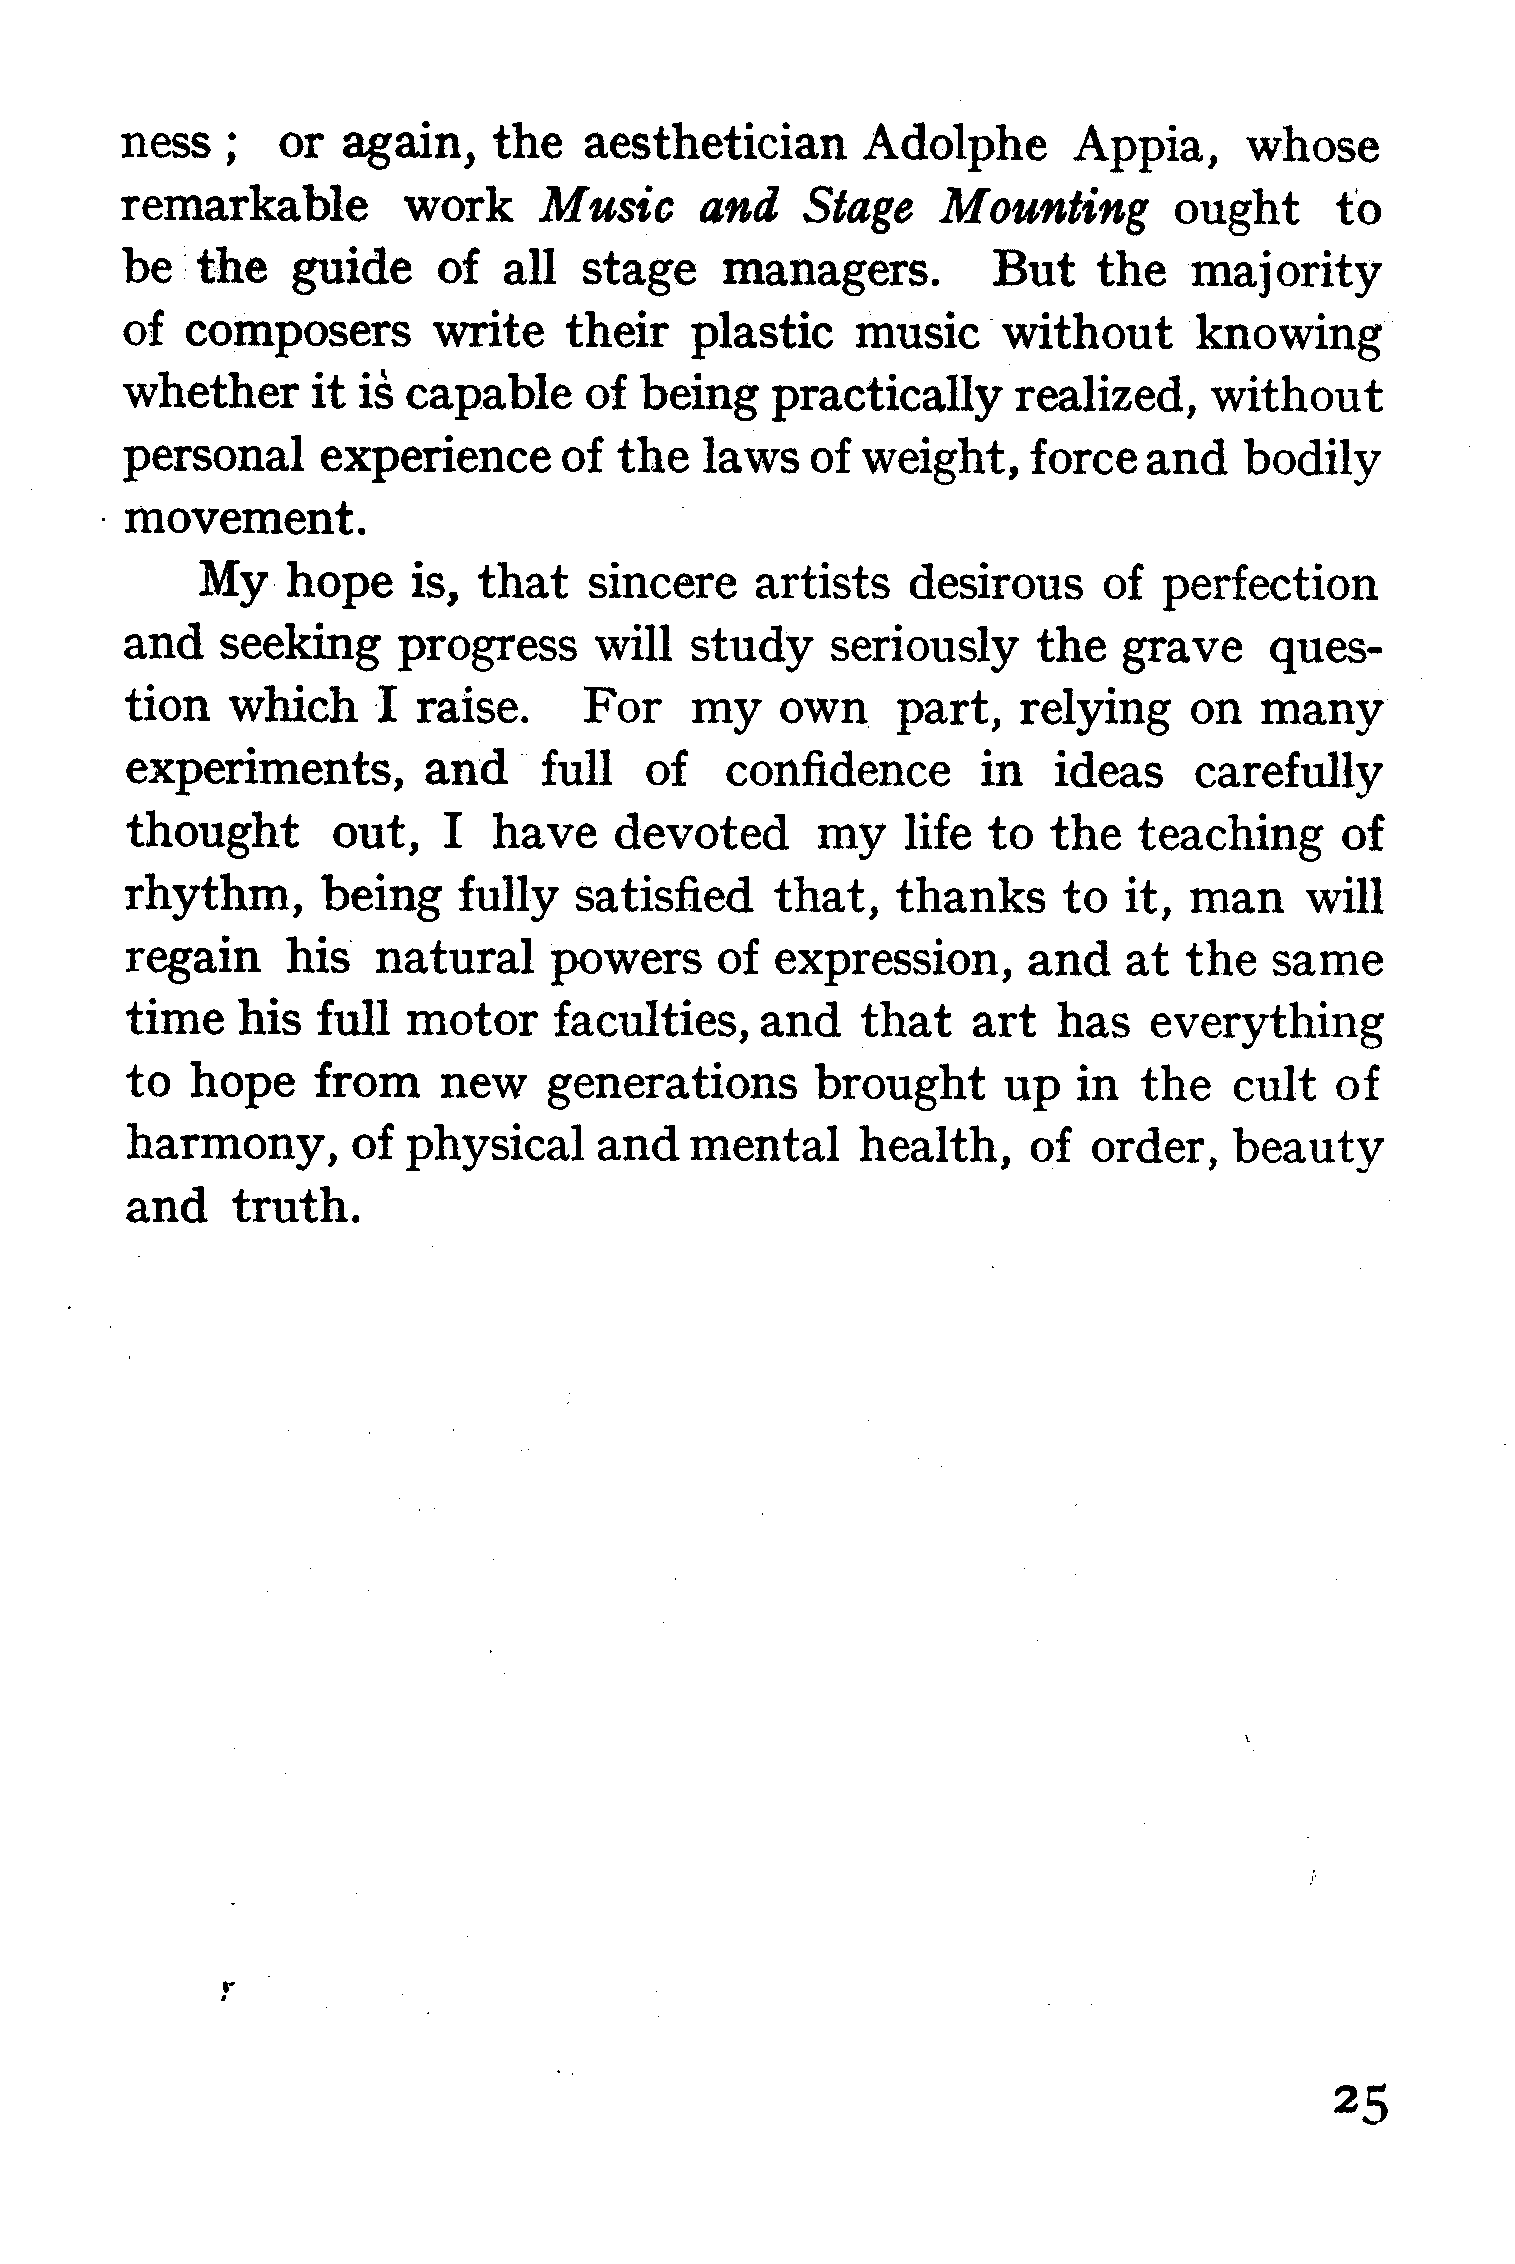 ness ; or again, the aesthetician Adolphe Appia, whose
remarkable work Music and Stage Mounting ought to
be the guide of all stage managers. But the majority
of composers write their plastic music without knowing
whether it is capable of being practically realized, without
personal experience of the laws of weight, force and bodily
movement.
My hope is, that sincere artists desirous of perfection
and seeking progress will study seriously the grave ques-
tion which I raise. For my own part, relying on many
experiments, and full of confidence in ideas carefully
thought out, I have devoted my life to the teaching of
rhythm, being fully satisfied that, thanks to it, man will
regain his natural powers of expression, and at the same
time his full motor faculties, and that art has everything
to hope from new generations brought up in the cult of
harmony, of physical and mental health, of order, beauty
and truth.
25